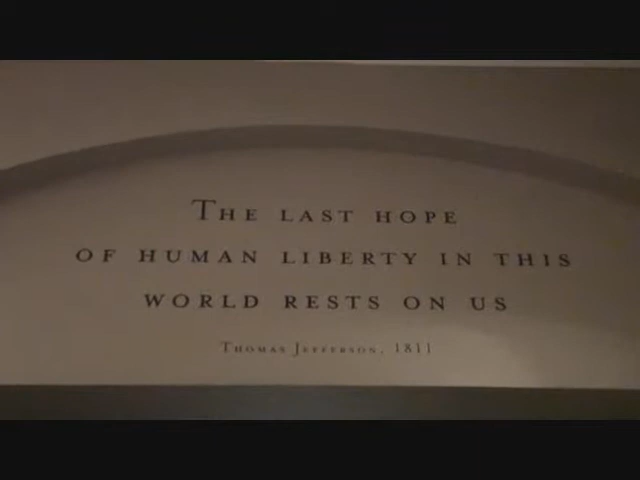 The last hope
of human liberty in this
world rests on us
Thomas Jefferson, 1811